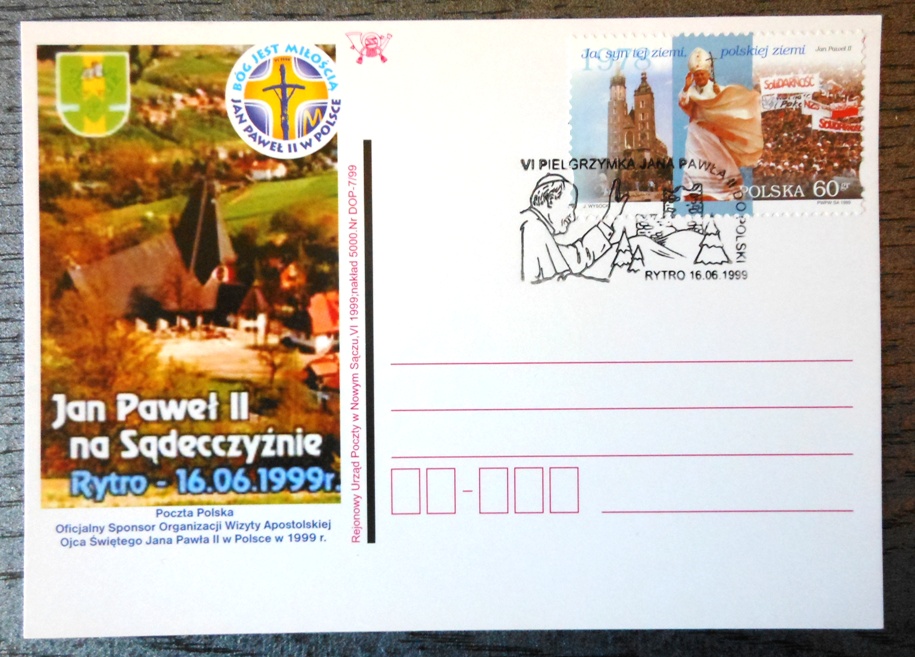 BÓG JEST MIŁOŚCIĄ
JAN PAWEŁ II W POLSCE
Jan Paweł II
na Sądecczyźnie
Rytro - 16.06.1999r.
Poczta Polska
Oficjalny Sponsor Organizacji Wizyty Apostolskiej
Ojca Świętego Jana Pawła II w Polsce w 1999 r.
Rejonowy Urząd Poczty w Nowym Sączu.VI 1999;nakład 5000.Nr DOP-7/99
1978
Ja, syn tej ziemi, polskiej ziemi
Jan Paweł II
SOLIDARNOŚĆ
POLSKA 60 gr
VI PIELGRZYMKA JANA PAWŁA II DO POLSKI
RYTRO 16.06.1999